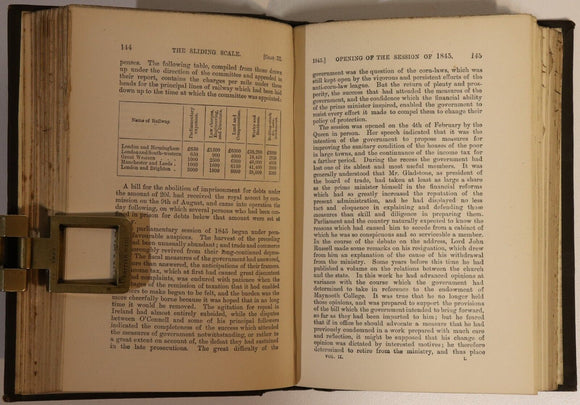 144
THE SLIDING SCALE.
[CHAP. II.
penses. The following table, compiled from those drawn
up under the direction of the committee and appended in
their report, contains the charges per mile under five
heads for the principal lines of railway which had been laid
down up to the time at which the committee was appointed.
Name of Railway.
Parliamentary expenses.
Law charges, Engineering,
Land and
London and Birmingham
London and South-western
Great Western
Manchester and Leeds
London and Brighton
£650
650
1000
1000
3000
A bill for the abolition of imprisonment for debts under
the amount of 20l. had received the royal assent by com-
mission on the 9th of August, and came into operation the
following day, on which several persons who had been con-
fined in prison for debts below that amount were set at
parliamentary session of 1845 began under pros-
favourable auspices. The harvest of the preceding
had been unusually abundant; and trade and commerce
thoroughly revived from their long-continued depres-
The fiscal measures of the government had answered,
than answered, the anticipations of their framers.
income tax, which at first had caused great discontent
complaints, was endured with patience when the
of remission of taxation that it had enabled
to make began to be felt, and the burden was
more cheerfully borne because it was hoped that in no long
time it would be removed. The agitation for repeal in
Ireland had almost entirely subsided, while the disputes
between O'Connell and some of his principal followers
indicated the completeness of the success which attended
the measures of government notwithstanding, or rather to
a great extent on account of, the defeat they had sustained
in the late prosecutions. The great difficulty of the
1845.]
OPENING OF THE SESSION OF 1845.
145
government was the question of the corn-laws, which was
still kept open by the vigorous and persistent efforts of the
anti-corn-law league. But the return of plenty and pros-
perity, the success that had attended the measures of the
government, and the confidence which the financial ability
of the prime minister inspired, enabled the government to
resist every effort it made to compel them to change their
policy of protection.
The session was opened on the 4th of February by the
Queen in person. Her speech indicated that it was the
intention of the government to propose measures for
improving the sanitary condition of the houses of the poor
in large towns, and the continuance of the income tax for
a farther period. During the recess the government had
lost one of its ablest and most useful members. It was
generally understood that Mr. Gladstone, as president of
the board of trade, had taken at least as large a share
as the prime minister himself in the financial reforms
which had so greatly increased the reputation of the
present administration, and he had displayed no less
tact and eloquence in explaining and defending these
measures than skill and diligence in preparing them.
Parliament and the country naturally expected to know the
reasons which had caused him to secede from a cabinet of
which he was so conspicuous and so serviceable a member.
In the course of the debate on the address, Lord John
Russell made some remarks on his resignation, which drew
from him an explanation of the cause of his withdrawal
from the ministry. Some years before this time he had
published a volume on the relations between the church
and the state. In this work he had advanced opinions at
variance with the course which the government had
determined to take in reference to the endowment of
Maynooth College. It was true that he no longer held
those opinions, and was prepared to support the provisions
of the bill which the government intended to bring forward,
so far as they had been imparted to him; but he feared
that if in office he should advocate a measure that he had
previously condemned in a work prepared with much care
and reflection, it might be supposed that his change of
opinion was dictated by interested motives; he therefore
determined to retire from the ministry, and thus place
VOL. II.
L